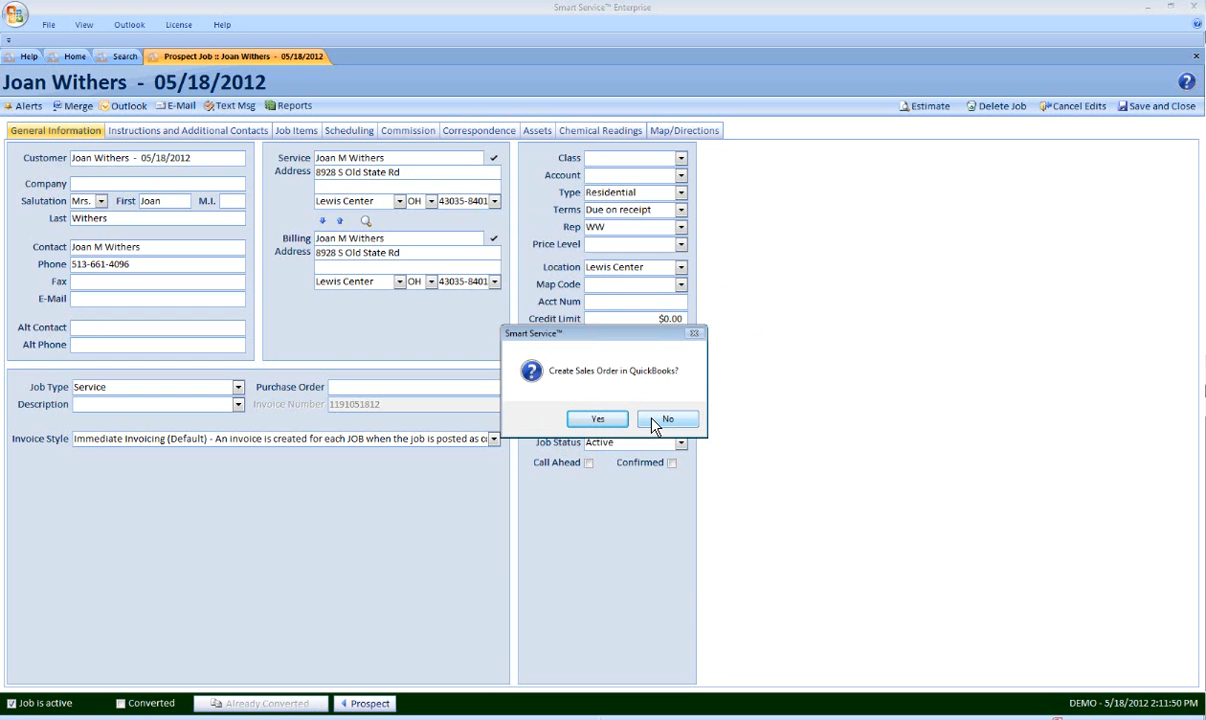 Smart Service™ Enterprise
File View Outlook License Help
Help Home Search Prospect Job :: Joan Withers - 05/18/2012
Joan Withers - 05/18/2012
Alerts Merge Outlook E-Mail Text Msg Reports Estimate Delete Job Cancel Edits Save and Close
General Information Instructions and Additional Contacts Job Items Scheduling Commission Correspondence Assets Chemical Readings Map/Directions
Customer Joan Withers - 05/18/2012
Company
Salutation Mrs. First Joan M.I.
Last Withers
Contact Joan M Withers
Phone 513-661-4096
Fax
E-Mail
Alt Contact
Alt Phone
Service Address Joan M Withers
8928 S Old State Rd
Lewis Center OH 43035-8401
Billing Address Joan M Withers
8928 S Old State Rd
Lewis Center OH 43035-8401
Class
Account
Type Residential
Terms Due on receipt
Rep WW
Price Level
Location Lewis Center
Map Code
Acct Num
Credit Limit $0.00
Smart Service™
Create Sales Order in QuickBooks?
Yes No
Job Type Service Purchase Order
Description Invoice Number 1191051812
Invoice Style Immediate Invoicing (Default) - An invoice is created for each JOB when the job is posted as co
Job Status Active
Call Ahead Confirmed
Job is active Converted Already Converted Prospect DEMO - 5/18/2012 2:11:50 PM